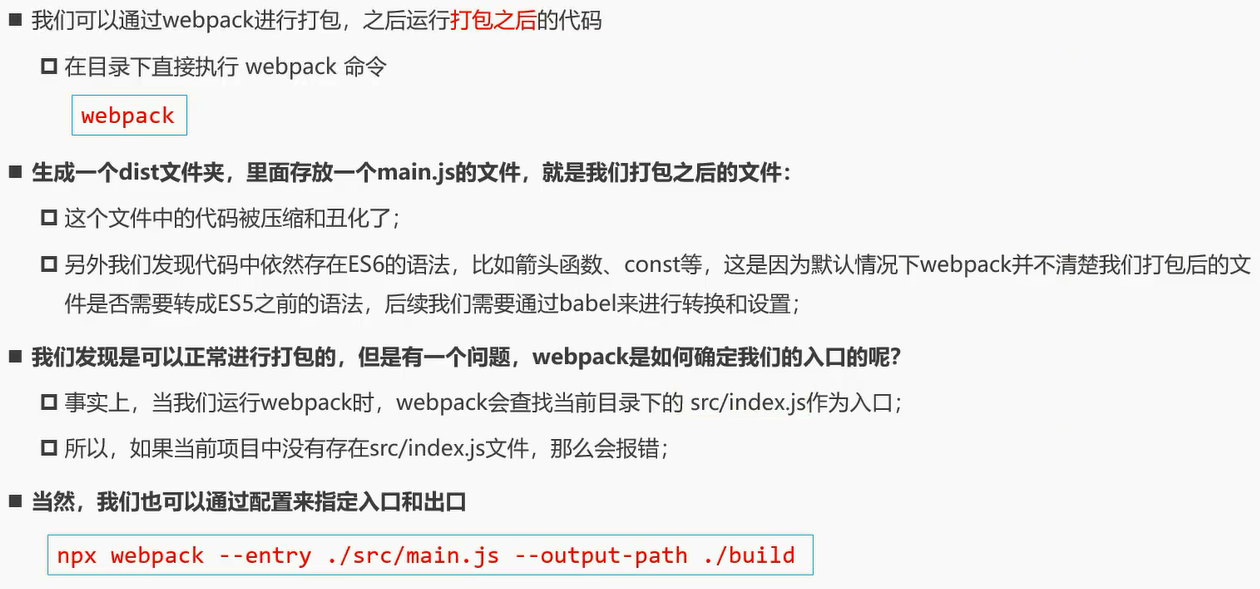 我们可以通过webpack进行打包，之后运行打包之后的代码
在目录下直接执行 webpack 命令
webpack
生成一个dist文件夹，里面存放一个main.js的文件，就是我们打包之后的文件：
这个文件中的代码被压缩和丑化了；
另外我们发现代码中依然存在ES6的语法，比如箭头函数、const等，这是因为默认情况下webpack并不清楚我们打包后的文
件是否需要转成ES5之前的语法，后续我们需要通过babel来进行转换和设置；
我们发现是可以正常进行打包的，但是有一个问题，webpack是如何确定我们的入口的呢？
事实上，当我们运行webpack时，webpack会查找当前目录下的 src/index.js作为入口；
所以，如果当前项目中没有存在src/index.js文件，那么会报错；
当然，我们也可以通过配置来指定入口和出口
npx webpack --entry ./src/main.js --output-path ./build